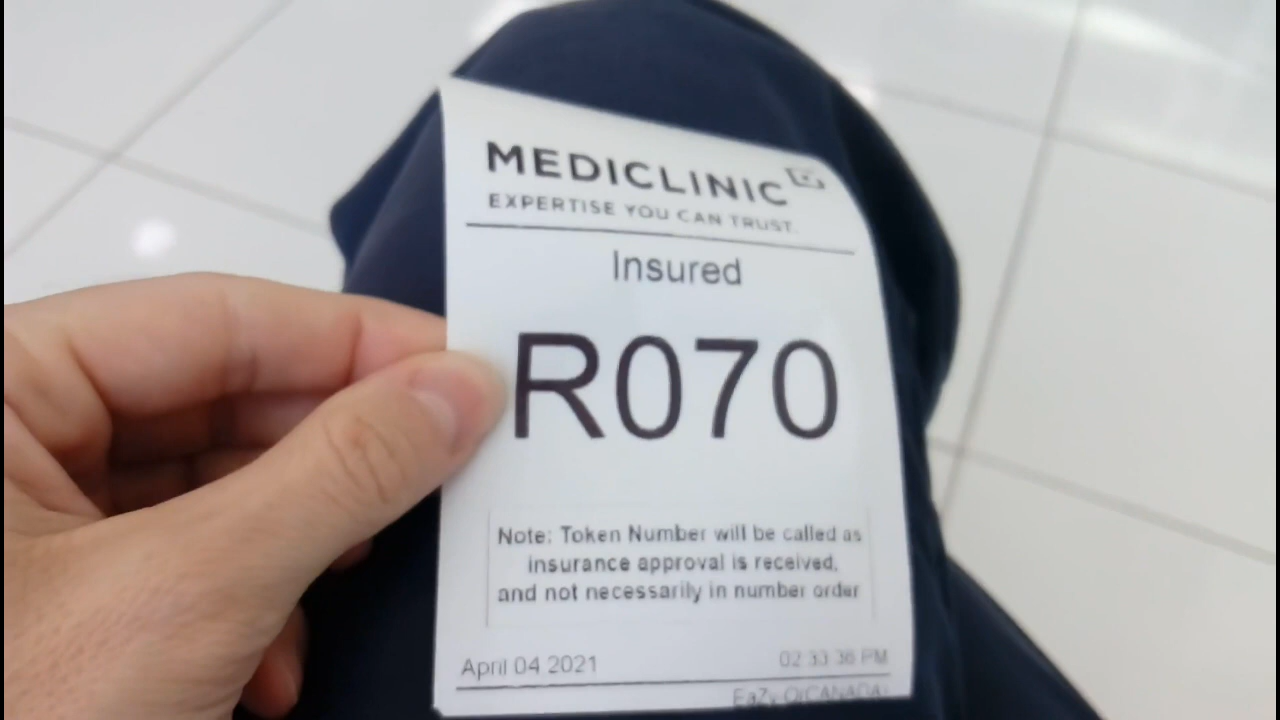 MEDICLINIC
EXPERTISE YOU CAN TRUST.
Insured
R070
Note: Token Number will be called as
insurance approval is received,
and not necessarily in number order
April 04 2021
02:33:36 PM